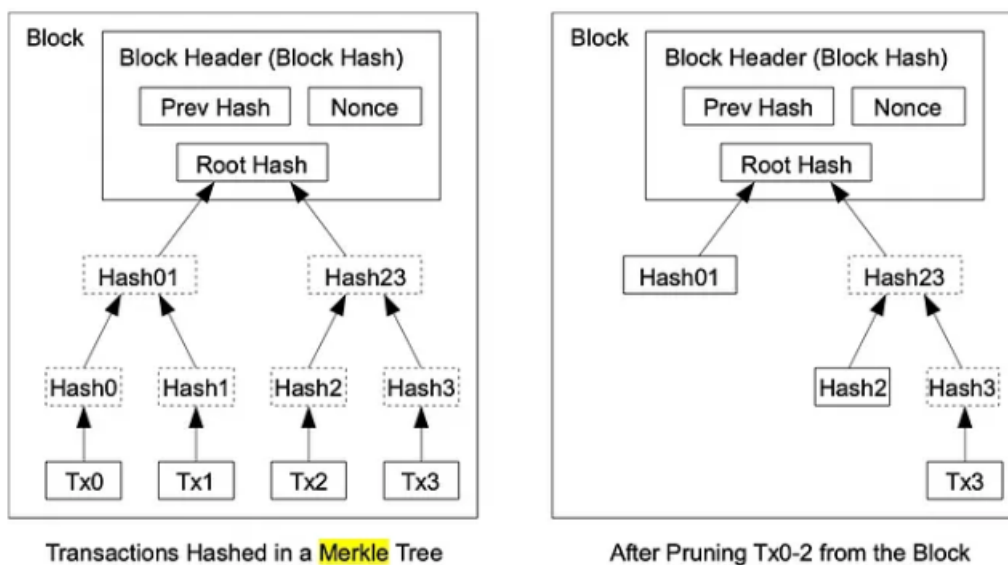 Block
Block Header (Block Hash)
Prev Hash
Nonce
Root Hash
Hash01
Hash23
Hash0
Hash1
Hash2
Hash3
Tx0
Tx1
Tx2
Tx3
Transactions Hashed in a Merkle Tree
Block
Block Header (Block Hash)
Prev Hash
Nonce
Root Hash
Hash01
Hash23
Hash2
Hash3
Tx3
After Pruning Tx0-2 from the Block